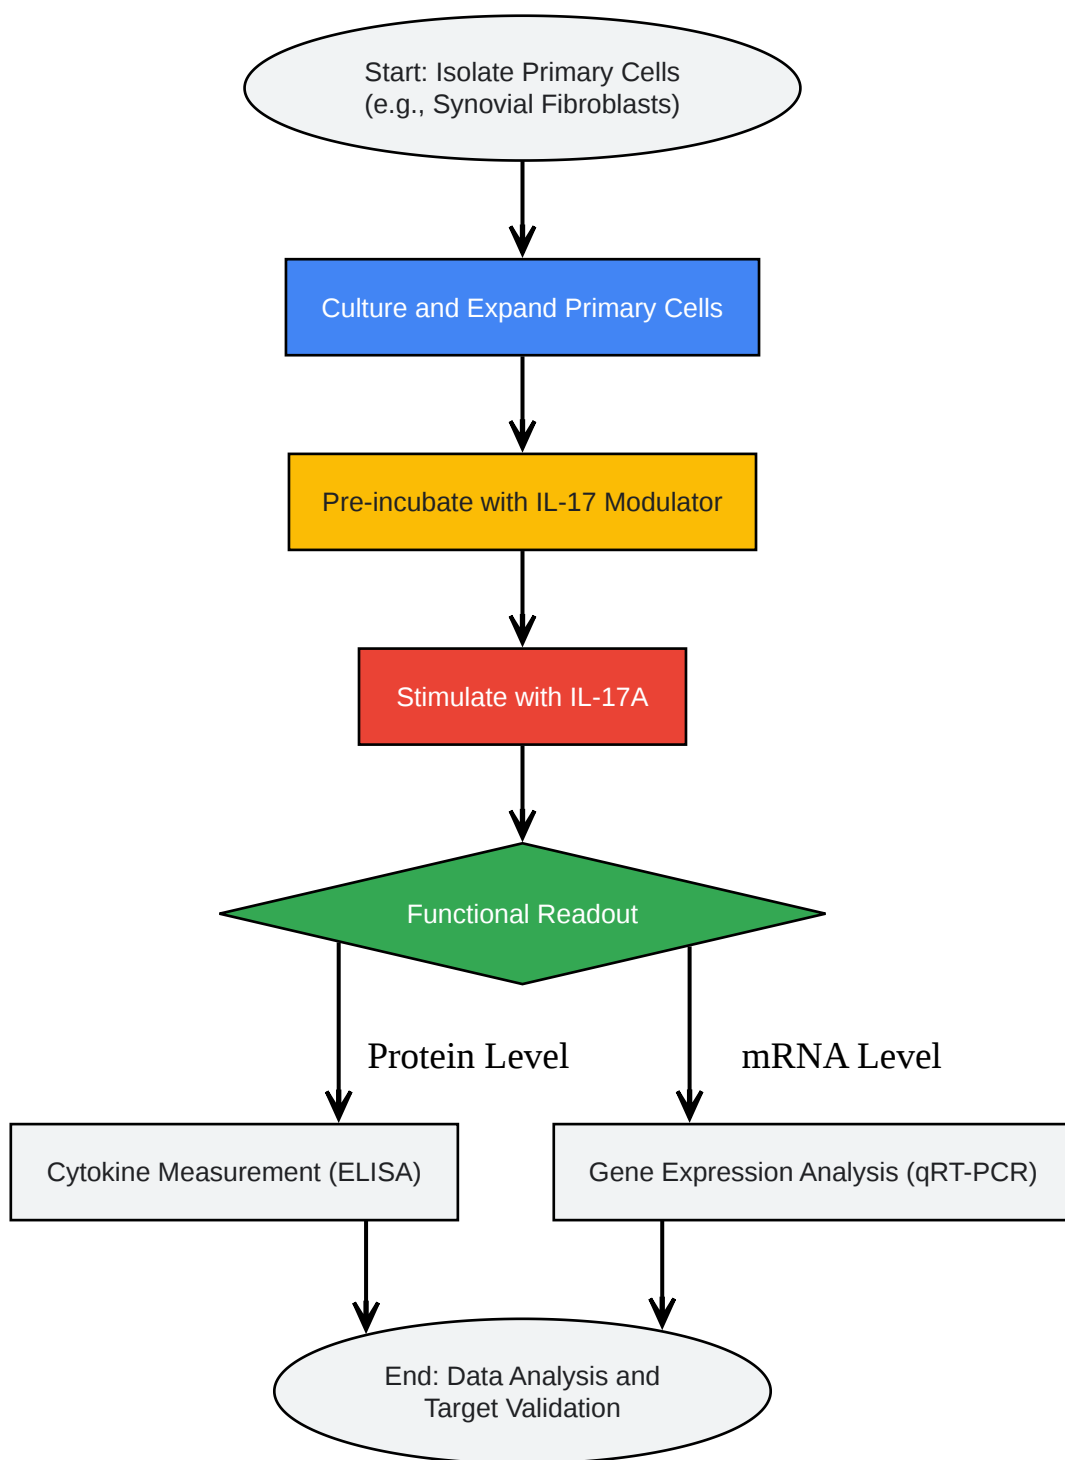 Start: Isolate Primary Cells
(e.g., Synovial Fibroblasts)
Culture and Expand Primary Cells
Pre-incubate with IL-17 Modulator
Stimulate with IL-17A
Functional Readout
Protein Level
mRNA Level
Cytokine Measurement (ELISA)
Gene Expression Analysis (qRT-PCR)
End: Data Analysis and
Target Validation